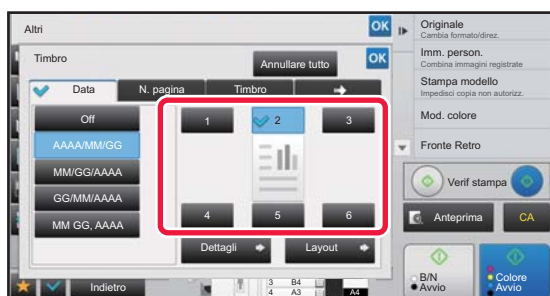 Altri
OK
Timbro
Annullare tutto
OK
Data
N. pagina
Timbro
Off
AAAA/MM/GG
MM/GG/AAAA
GG/MM/AAAA
MM GG, AAAA
1
2
3
4
5
6
Dettagli
Layout
Indietro
3 B4
4 A3
A4
Originale
Cambia formato/direz.
Imm. person.
Combina immagini registrate
Stampa modello
Impedisci copia non autorizz.
Mod. colore
Fronte Retro
Verif stampa
Anteprima
CA
B/N
Avvio
Colore
Avvio